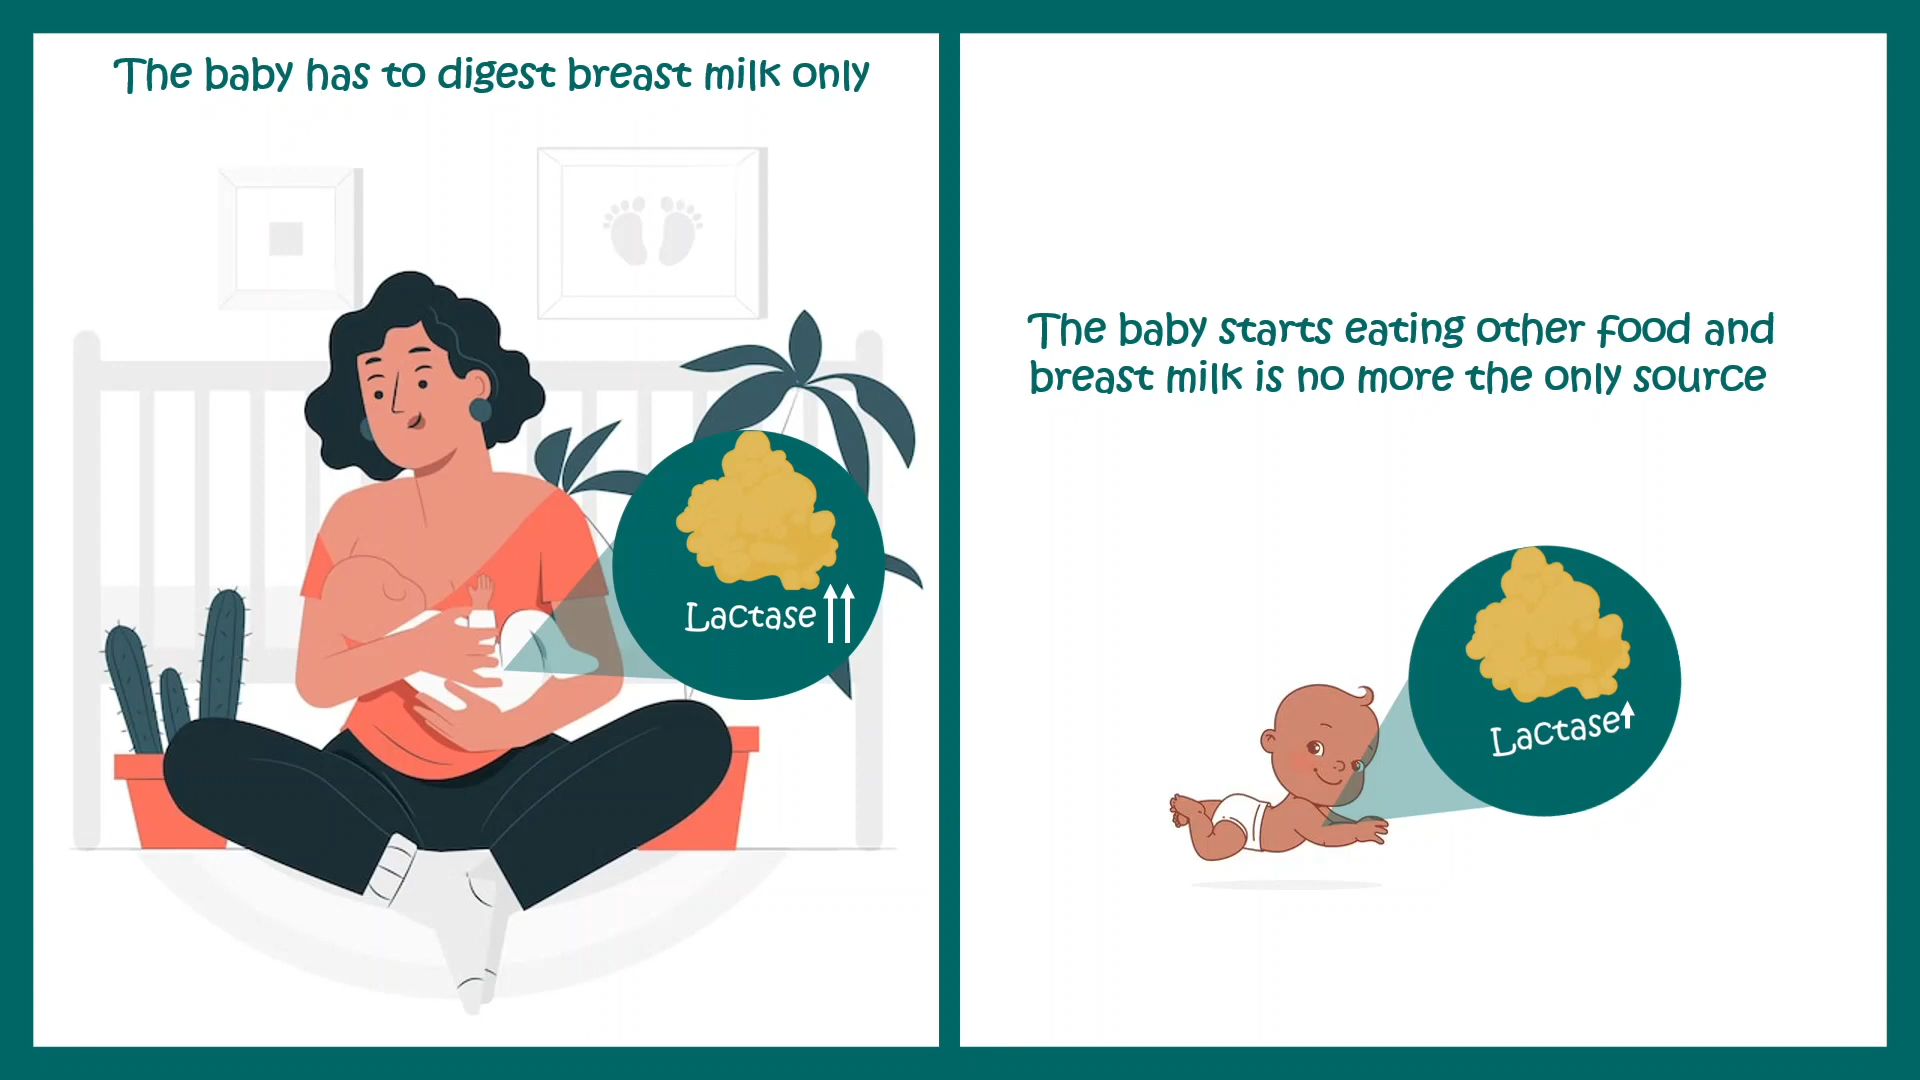 The baby has to digest breast milk only
Lactase ↑↑
The baby starts eating other food and
breast milk is no more the only source
Lactase↑